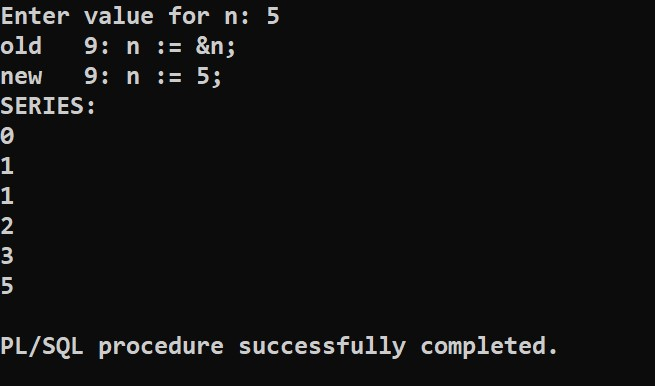 Enter value for n: 5
old   9: n := &n;
new   9: n := 5;
SERIES:
0
1
1
2
3
5
PL/SQL procedure successfully completed.